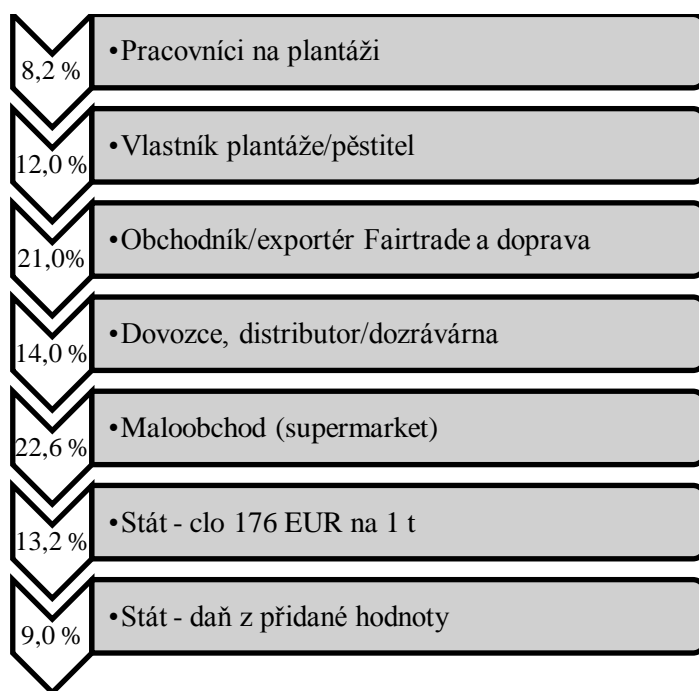 8,2 %
•Pracovníci na plantáži
12,0 %
•Vlastník plantáže/pěstitel
21,0%
•Obchodník/exportér Fairtrade a doprava
14,0 %
•Dovozce, distributor/dozrávárna
22,6 %
•Maloobchod (supermarket)
13,2 %
•Stát - clo 176 EUR na 1 t
9,0 %
•Stát - daň z přidané hodnoty